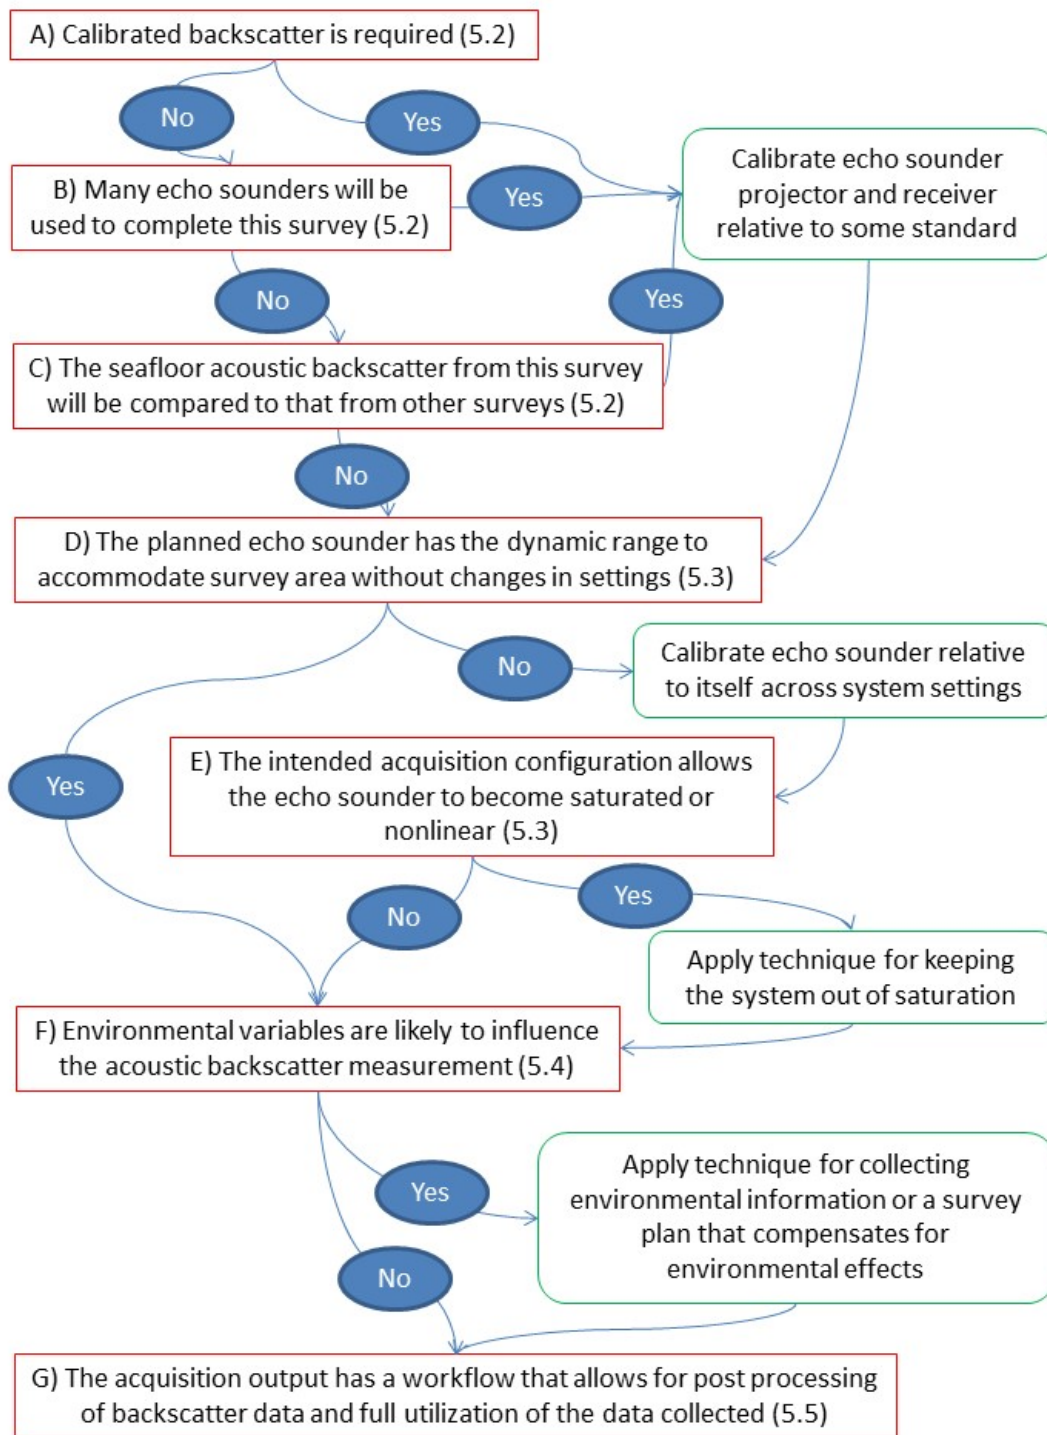 A) Calibrated backscatter is required (5.2)
No
Yes
B) Many echo sounders will be
used to complete this survey (5.2)
Yes
Calibrate echo sounder
projector and receiver
relative to some standard
No
Yes
C) The seafloor acoustic backscatter from this survey
will be compared to that from other surveys (5.2)
No
D) The planned echo sounder has the dynamic range to
accommodate survey area without changes in settings (5.3)
No
Calibrate echo sounder relative
to itself across system settings
Yes
E) The intended acquisition configuration allows
the echo sounder to become saturated or
nonlinear (5.3)
No
Yes
Apply technique for keeping
the system out of saturation
F) Environmental variables are likely to influence
the acoustic backscatter measurement (5.4)
Yes
Apply technique for collecting
environmental information or a survey
plan that compensates for
environmental effects
No
G) The acquisition output has a workflow that allows for post processing
of backscatter data and full utilization of the data collected (5.5)